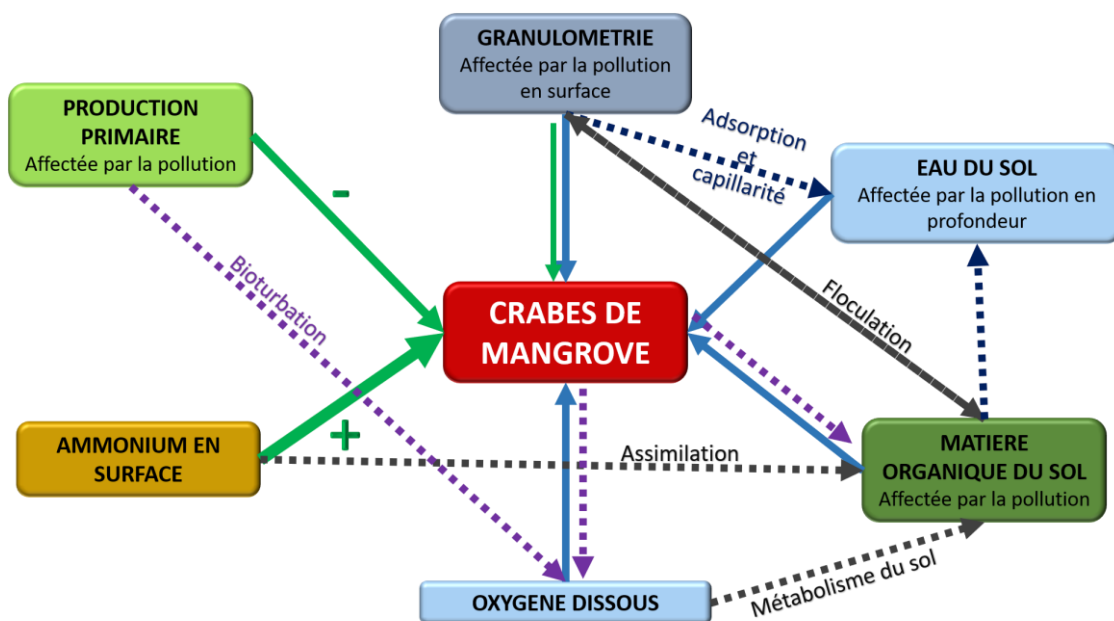 GRANULOMETRIE
Affectée par la pollution
en surface
PRODUCTION
PRIMAIRE
Affectée par la pollution
Adsorption
et
capillarité
EAU DU SOL
Affectée par la pollution en
profondeur
-
Bioturbation
CRABES DE
MANGROVE
Floculation
AMMONIUM EN
SURFACE
+
Assimilation
MATIERE
ORGANIQUE DU SOL
Affectée par la pollution
OXYGENE DISSOUS
Métabolisme du sol